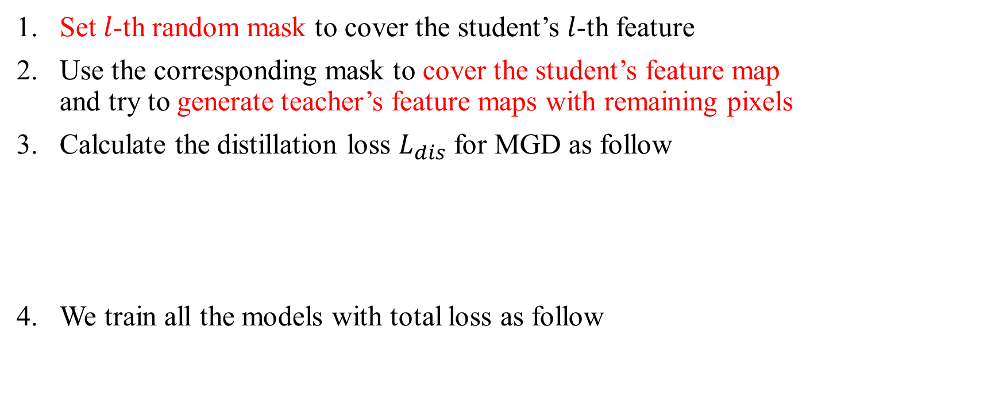 1. Set l-th random mask to cover the student’s l-th feature
2. Use the corresponding mask to cover the student’s feature map
and try to generate teacher’s feature maps with remaining pixels
3. Calculate the distillation loss L_dis for MGD as follow
4. We train all the models with total loss as follow